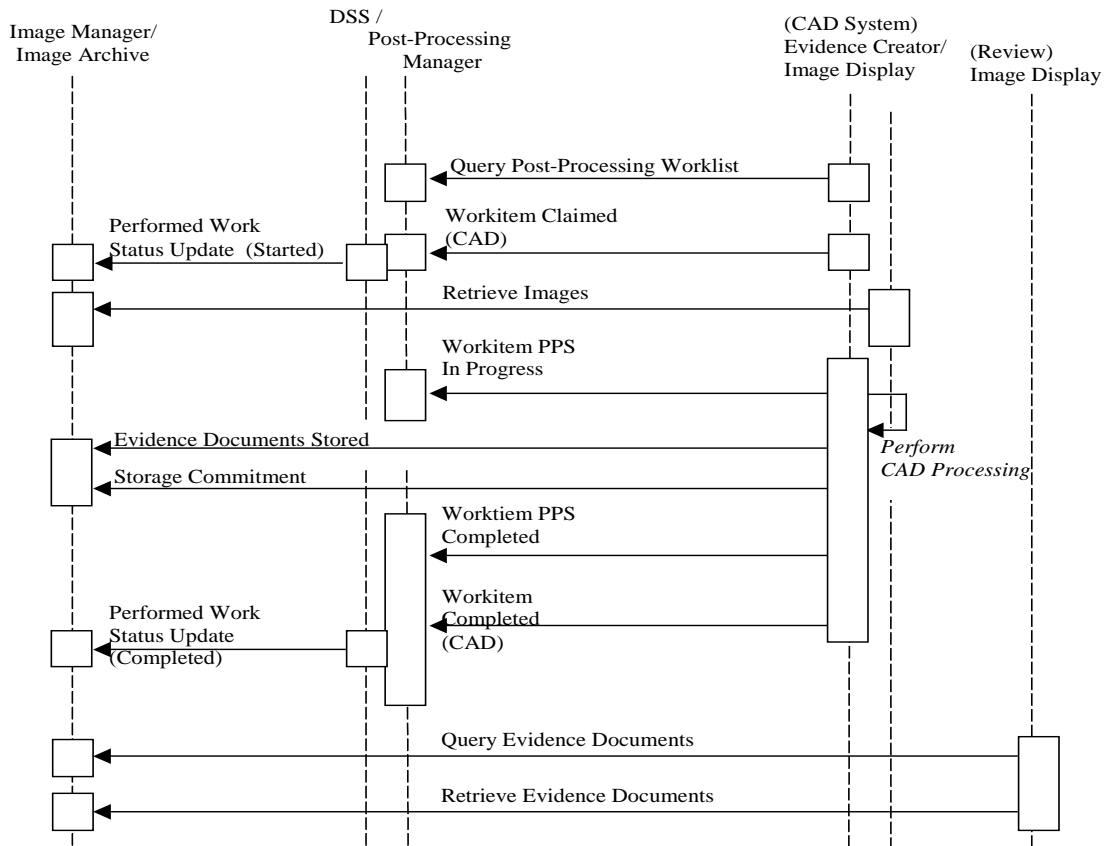 Image Manager/
Image Archive
DSS /
Post-Processing
Manager
(CAD System)
Evidence Creator/
Image Display
(Review)
Image Display
Query Post-Processing Worklist
Workitem Claimed
(CAD)
Performed Work
Status Update (Started)
Retrieve Images
Workitem PPS
In Progress
Evidence Documents Stored
Perform
CAD Processing
Storage Commitment
Worktiem PPS
Completed
Workitem
Completed
(CAD)
Performed Work
Status Update
(Completed)
Query Evidence Documents
Retrieve Evidence Documents